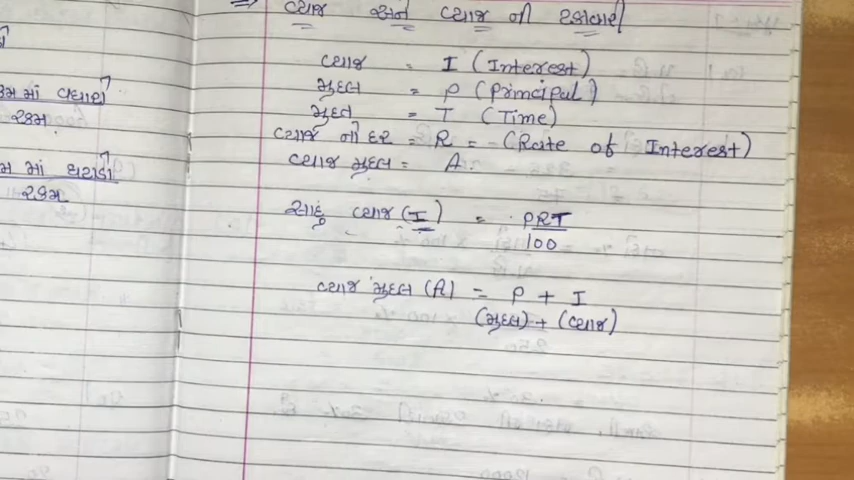 માં વધારો
રકમ
માં ઘટાડો
રકમ
⇒ વ્યાજ અને વ્યાજ ની ગણતરી
વ્યાજ = I (Interest)
મુદ્દલ = P (Principal)
મુદ્દત = T (Time)
વ્યાજ નો દર = R = (Rate of Interest)
વ્યાજ મુદ્દલ = A.
સાદું વ્યાજ (I) = PRT
100
વ્યાજ મુદ્દલ (A) = P + I
(મુદ્દલ) + (વ્યાજ)